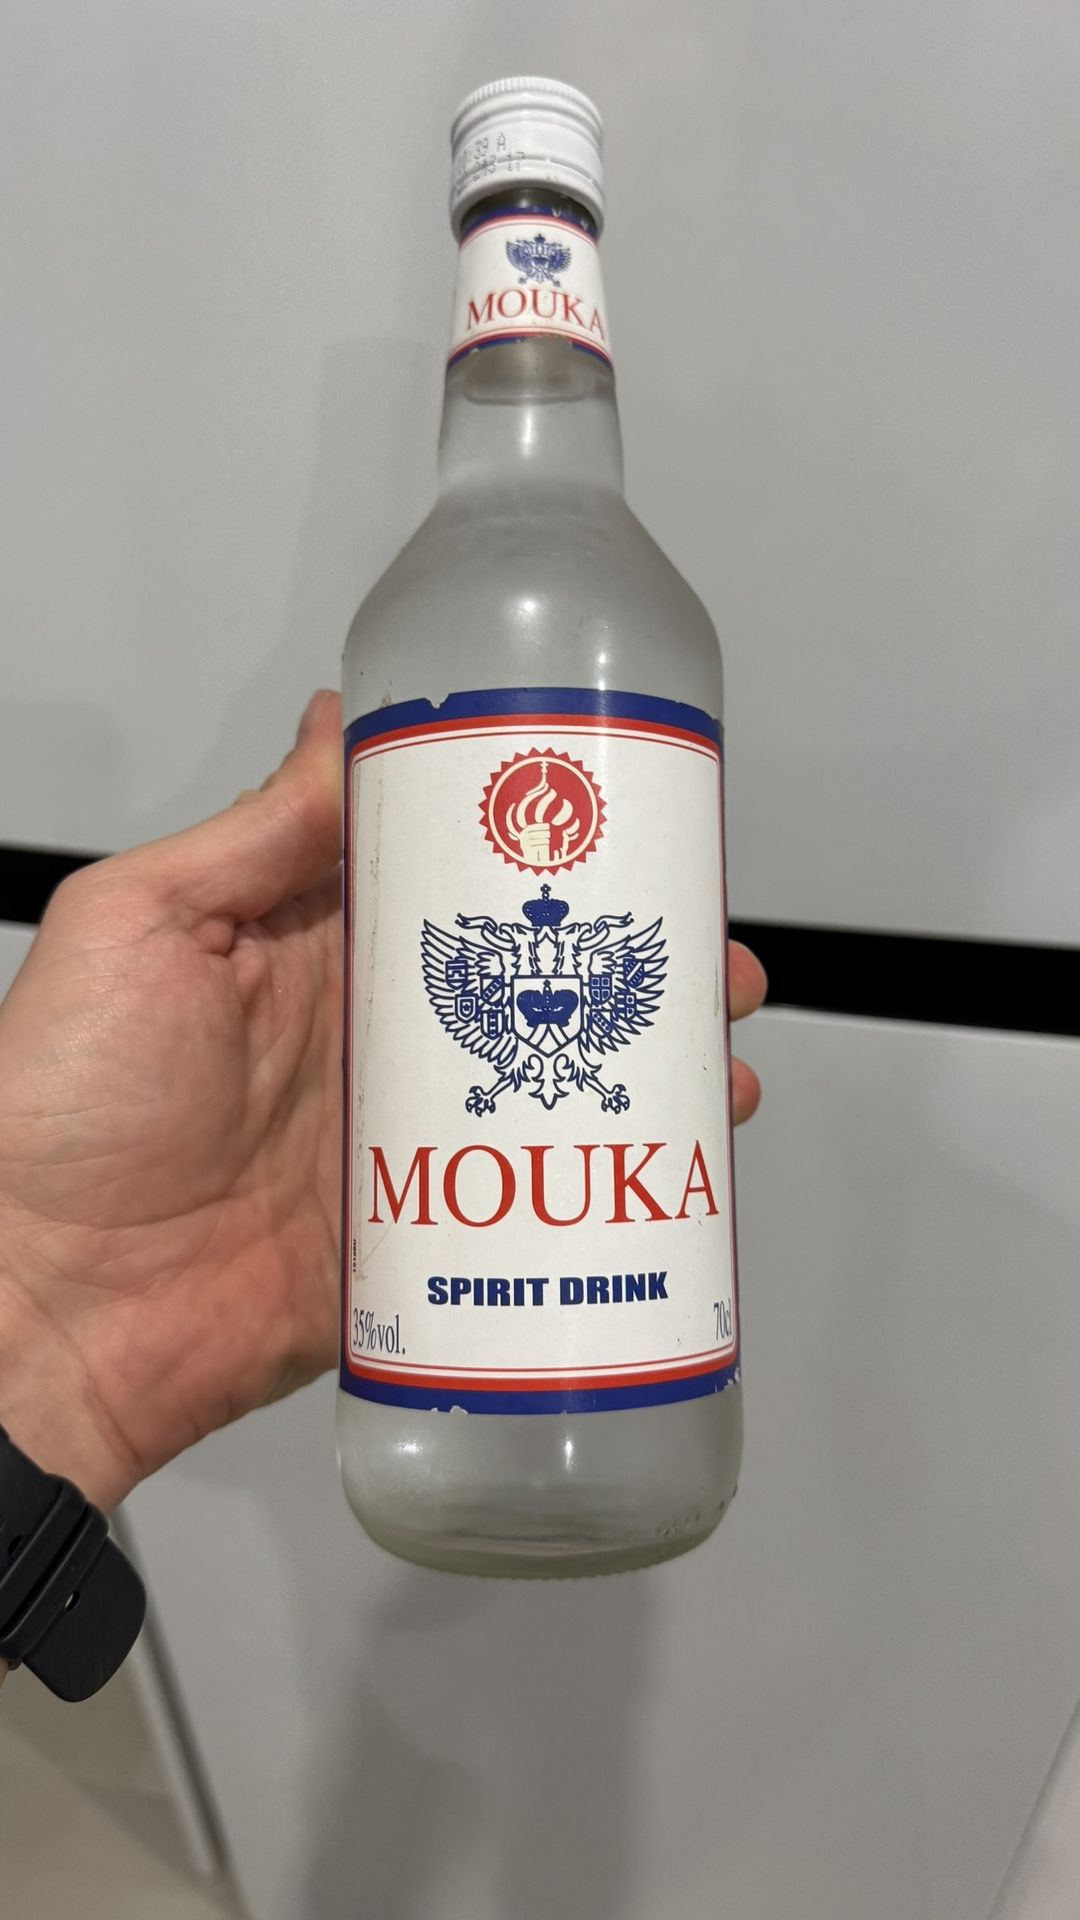 MOUKA
MOUKA
SPIRIT DRINK
35%vol.
70cl